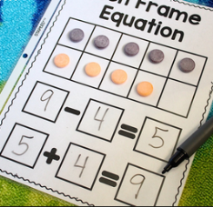 Frame
Equation
9 - 4 = 5
5 + 4 = 9